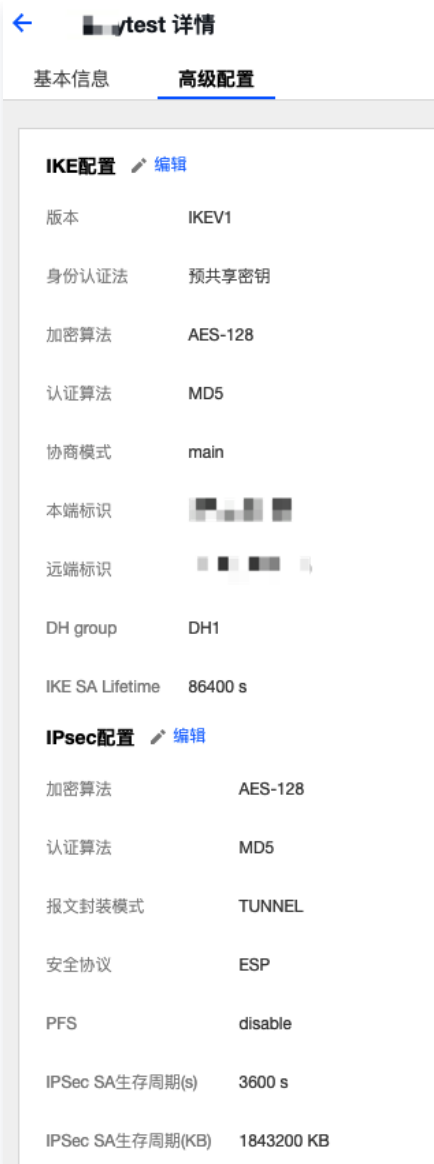 ytest 详情
基本信息 高级配置
IKE配置 编辑
版本 IKEV1
身份认证法 预共享密钥
加密算法 AES-128
认证算法 MD5
协商模式 main
本端标识
远端标识
DH group DH1
IKE SA Lifetime 86400 s
IPsec配置 编辑
加密算法 AES-128
认证算法 MD5
报文封装模式 TUNNEL
安全协议 ESP
PFS disable
IPSec SA生存周期(s) 3600 s
IPSec SA生存周期(KB) 1843200 KB